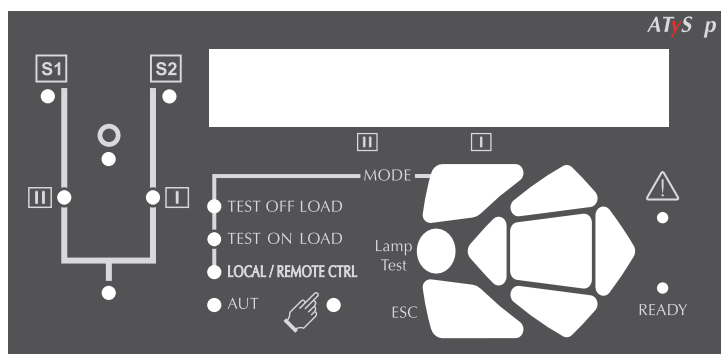 ATyS p
S1 S2
II I
MODE
II I
TEST OFF LOAD
TEST ON LOAD
Lamp
Test
LOCAL / REMOTE CTRL
AUT
ESC
READY